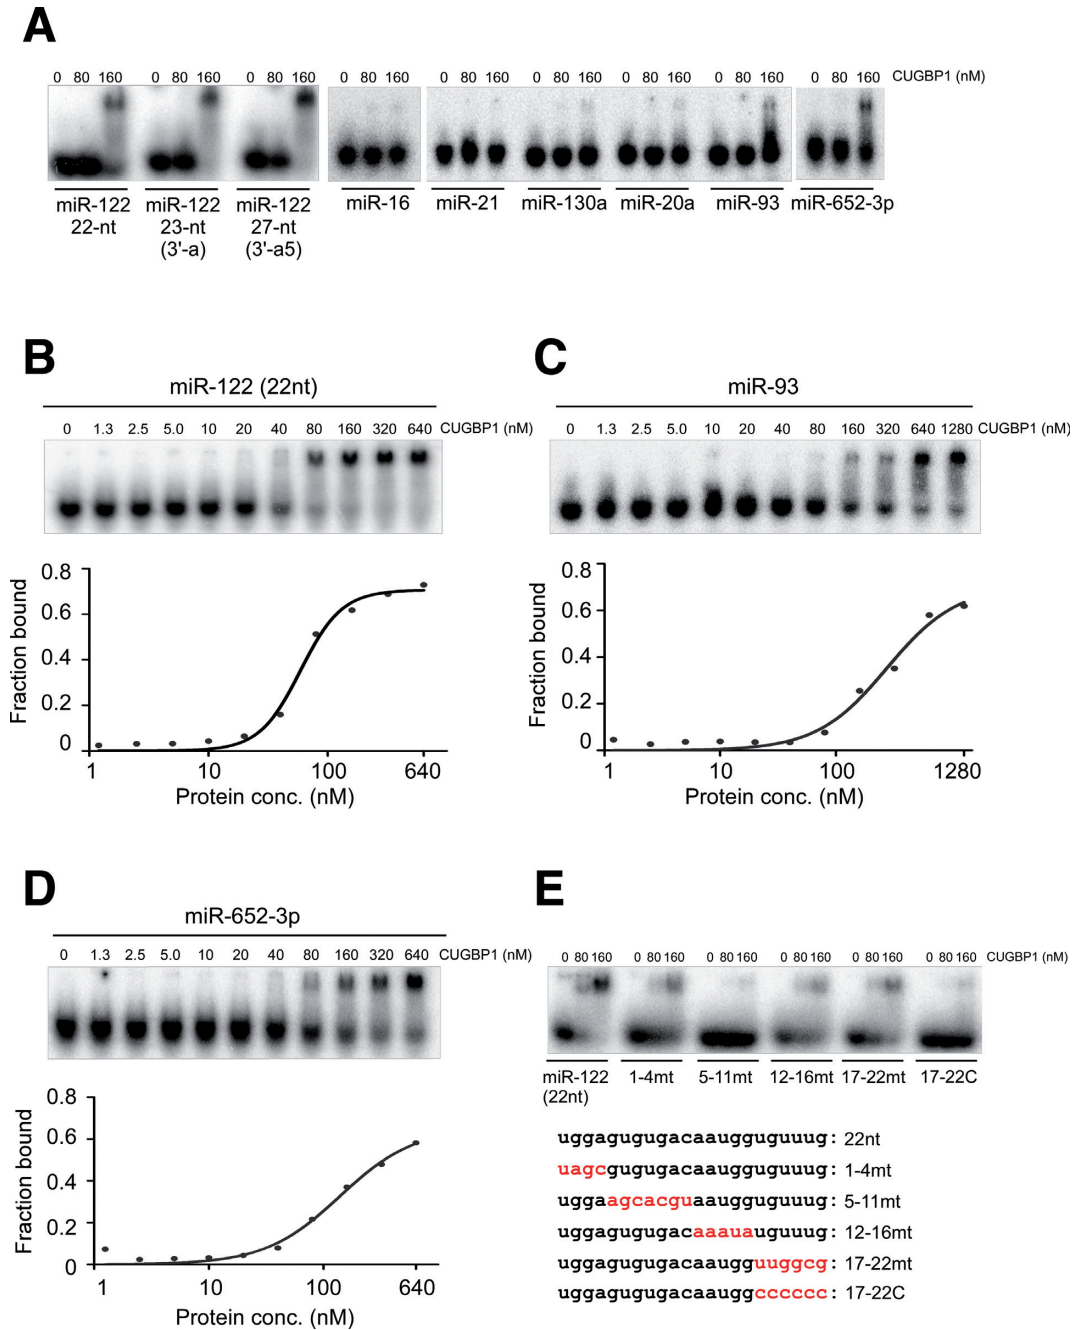 A
0 80 160 0 80 160 0 80 160 0 80 160 0 80 160 0 80 160 0 80 160 0 80 160 0 80 160 CUGBP1 (nM)
miR-122 miR-122 miR-122 miR-16 miR-21 miR-130a miR-20a miR-93 miR-652-3p
22-nt 23-nt 27-nt
(3'-a) (3'-a5)
B
miR-122 (22nt)
0 1.3 2.5 5.0 10 20 40 80 160 320 640 CUGBP1 (nM)
0.8
0.6
0.4
0.2
0
Fraction bound
1 10 100 640
Protein conc. (nM)
C
miR-93
0 1.3 2.5 5.0 10 20 40 80 160 320 640 1280 CUGBP1 (nM)
0.8
0.6
0.4
0.2
0
Fraction bound
1 10 100 1280
Protein conc. (nM)
D
miR-652-3p
0 1.3 2.5 5.0 10 20 40 80 160 320 640 CUGBP1 (nM)
0.8
0.6
0.4
0.2
0
Fraction bound
1 10 100 640
Protein conc. (nM)
E
0 80 160 0 80 160 0 80 160 0 80 160 0 80 160 0 80 160 CUGBP1 (nM)
miR-122 1-4mt 5-11mt 12-16mt 17-22mt 17-22C
(22nt)
uggagugugacaauggguguuug: 22nt
uagcgugugacaaugguguuug: 1-4mt
uggaagcacguaaugguguuug: 5-11mt
uggagugugacaaauauguuug: 12-16mt
uggagugugacaaugguuggcg: 17-22mt
uggagugugacaauggcccccc: 17-22C